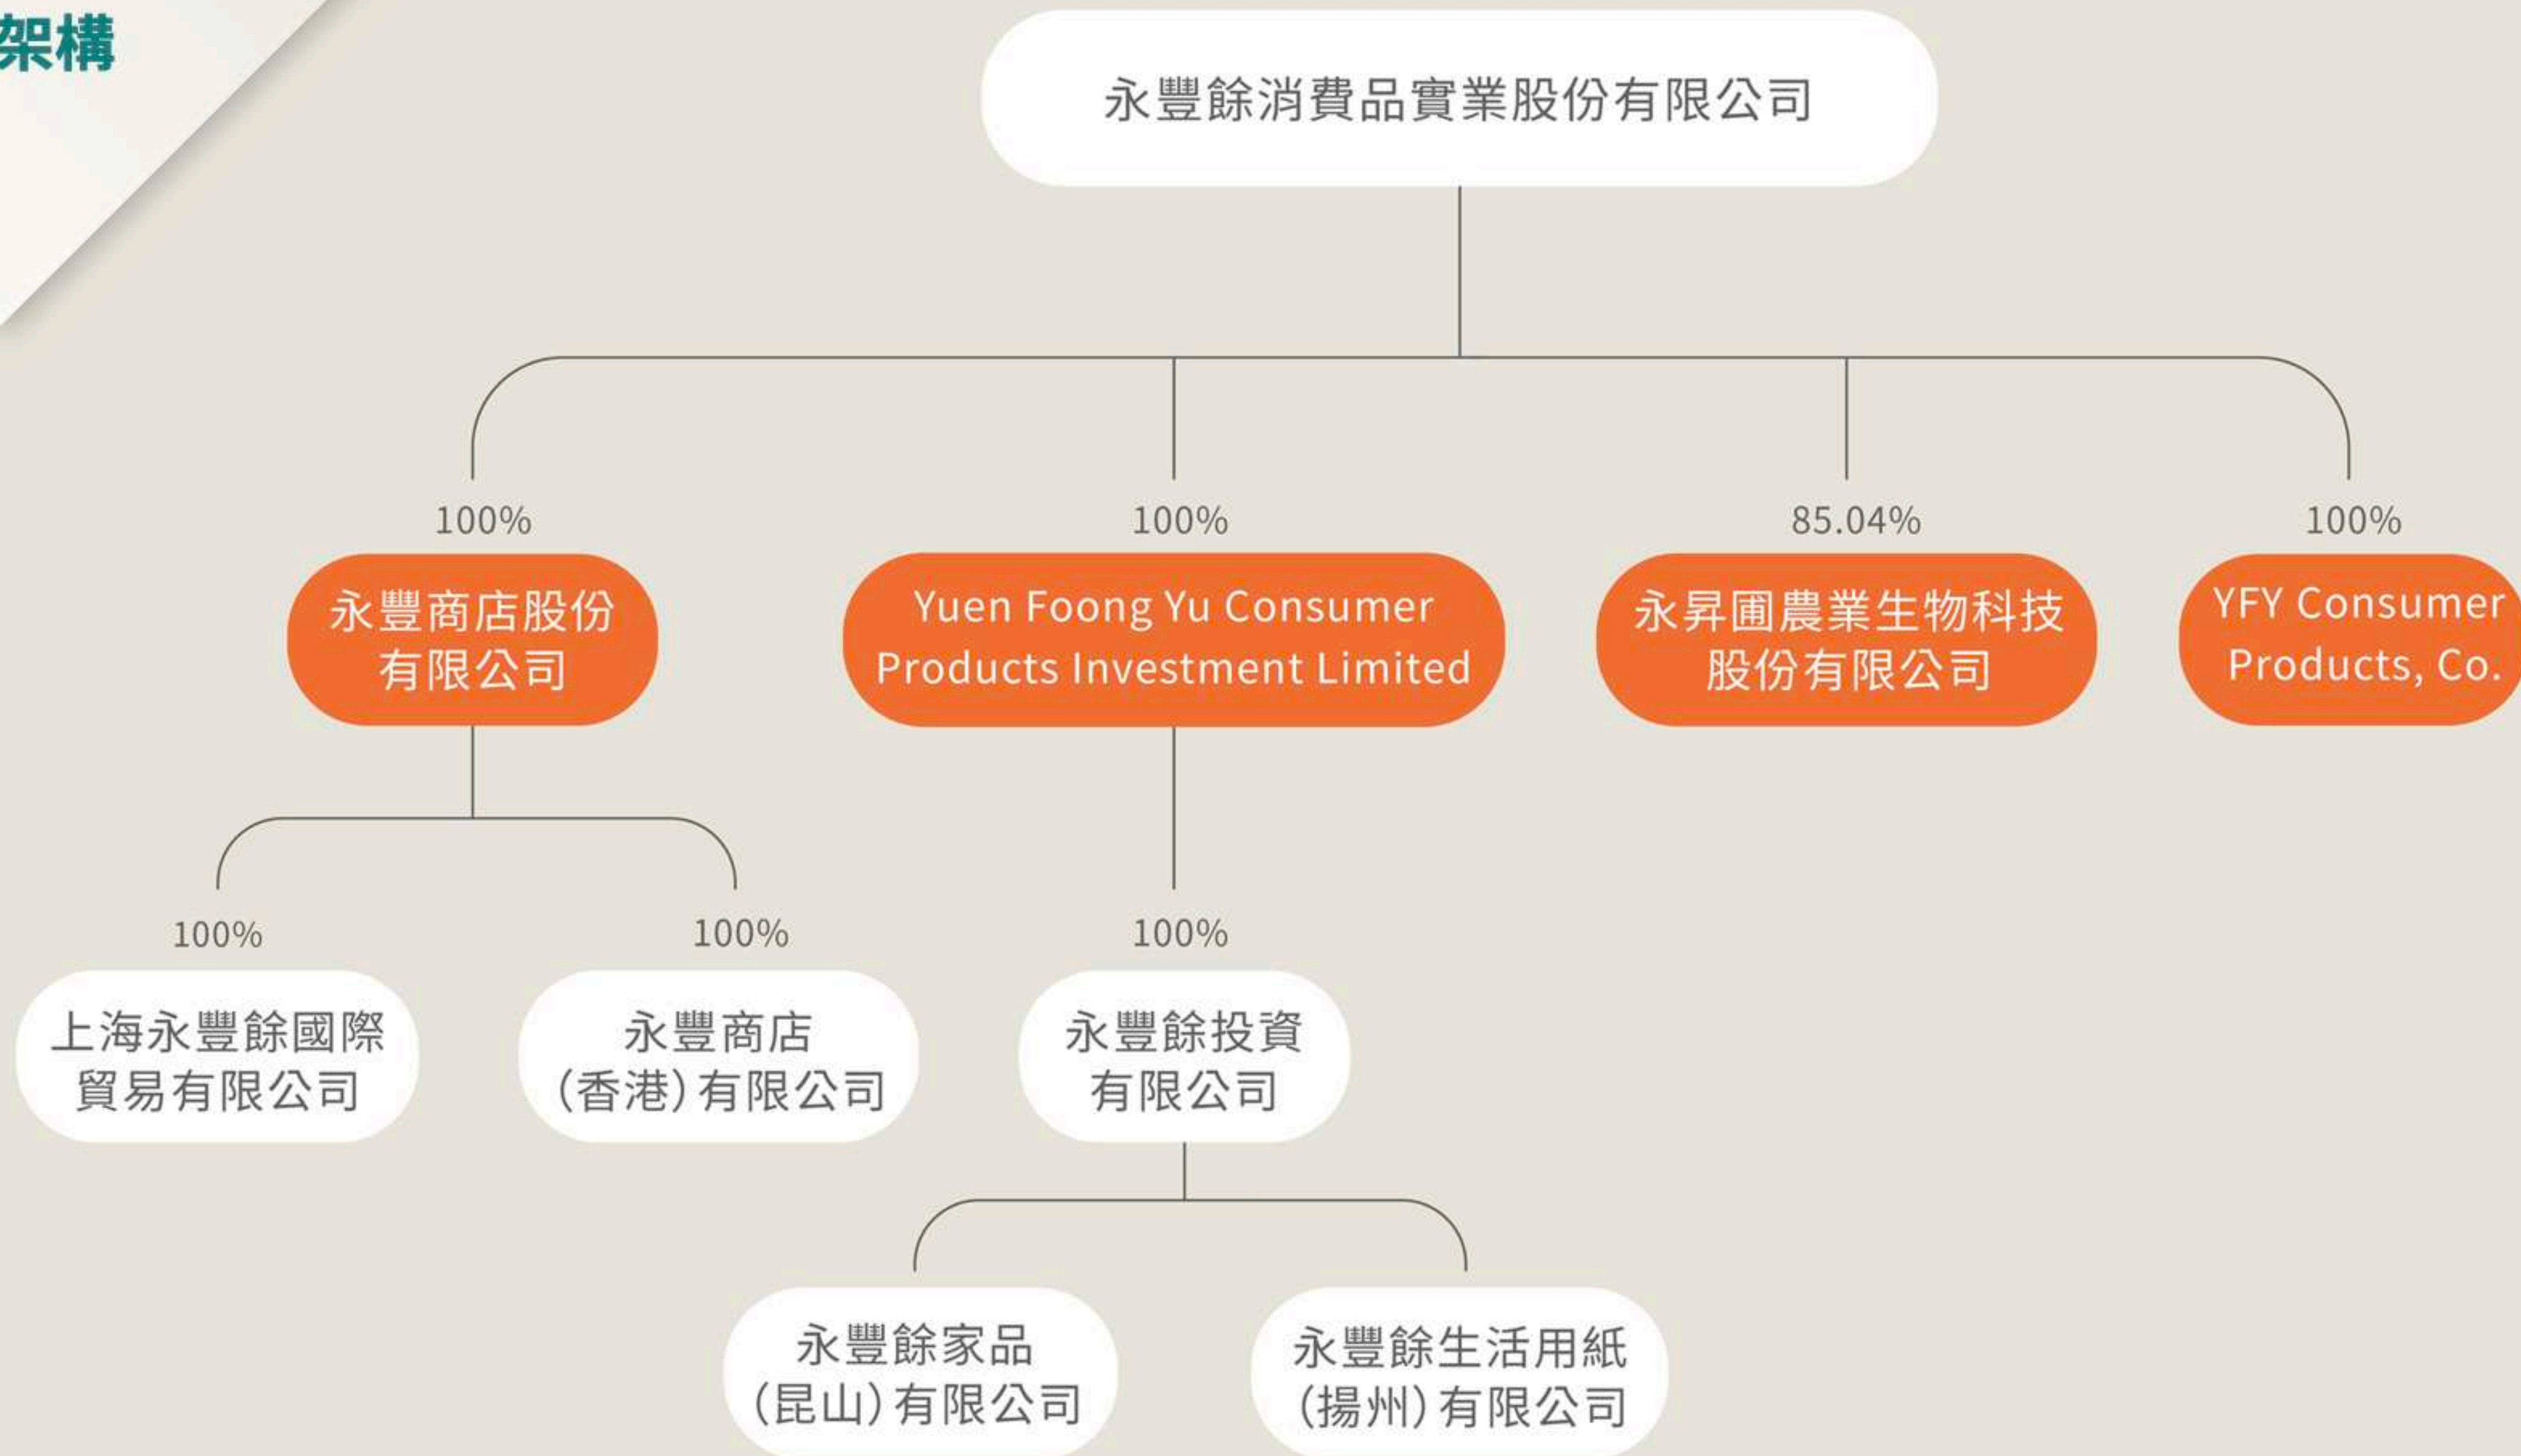 架構
永豐餘消費品實業股份有限公司
100%
100%
85.04%
100%
永豐商店股份
有限公司
Yuen Foong Yu Consumer
Products Investment Limited
永昇圃農業生物科技
股份有限公司
YFY Consumer
Products, Co.
100%
100%
100%
上海永豐餘國際
貿易有限公司
永豐商店
（香港）有限公司
永豐餘投資
有限公司
永豐餘家品
（昆山）有限公司
永豐餘生活用紙
（揚州）有限公司